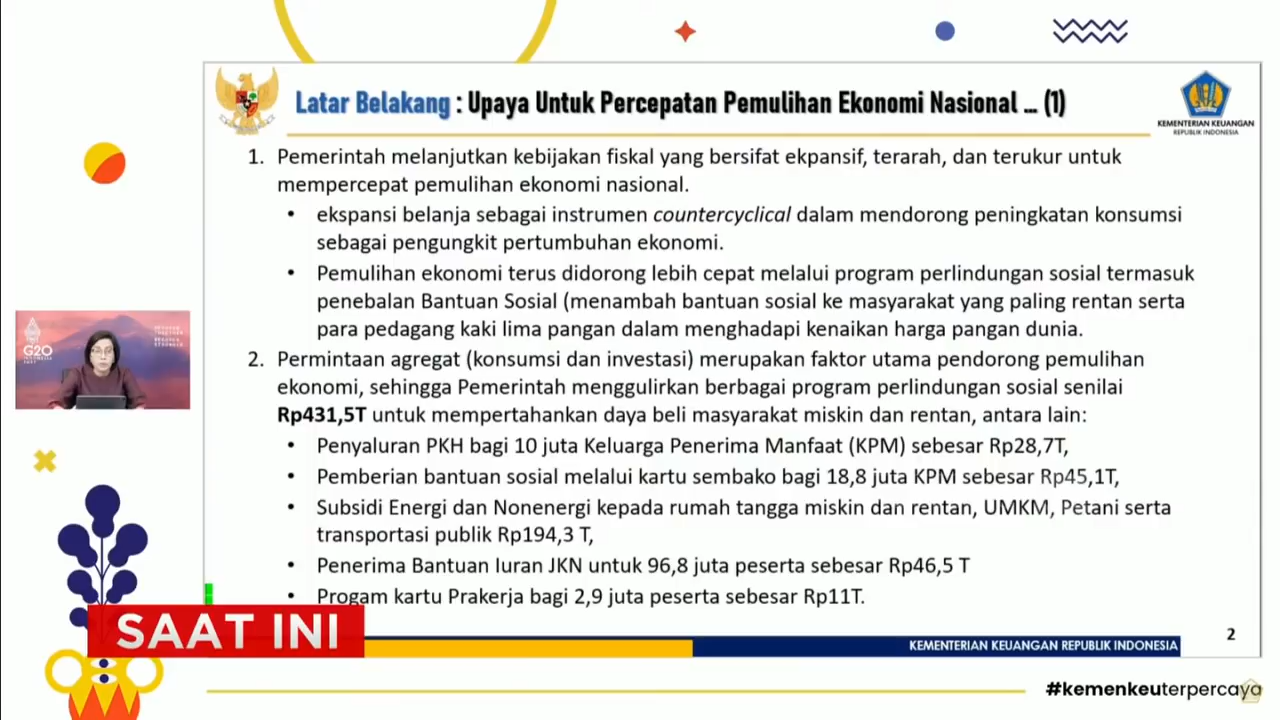 Latar Belakang : Upaya Untuk Percepatan Pemulihan Ekonomi Nasional ... (1)
KEMENTERIAN KEUANGAN
REPUBLIK INDONESIA
1. Pemerintah melanjutkan kebijakan fiskal yang bersifat ekpansif, terarah, dan terukur untuk
mempercepat pemulihan ekonomi nasional.
• ekspansi belanja sebagai instrumen countercyclical dalam mendorong peningkatan konsumsi
sebagai pengungkit pertumbuhan ekonomi.
• Pemulihan ekonomi terus didorong lebih cepat melalui program perlindungan sosial termasuk
penebalan Bantuan Sosial (menambah bantuan sosial ke masyarakat yang paling rentan serta
para pedagang kaki lima pangan dalam menghadapi kenaikan harga pangan dunia.
2. Permintaan agregat (konsumsi dan investasi) merupakan faktor utama pendorong pemulihan
ekonomi, sehingga Pemerintah menggulirkan berbagai program perlindungan sosial senilai
Rp431,5T untuk mempertahankan daya beli masyarakat miskin dan rentan, antara lain:
• Penyaluran PKH bagi 10 juta Keluarga Penerima Manfaat (KPM) sebesar Rp28,7T,
• Pemberian bantuan sosial melalui kartu sembako bagi 18,8 juta KPM sebesar Rp45,1T,
• Subsidi Energi dan Nonenergi kepada rumah tangga miskin dan rentan, UMKM, Petani serta
transportasi publik Rp194,3 T,
• Penerima Bantuan Iuran JKN untuk 96,8 juta peserta sebesar Rp46,5 T
• Progam kartu Prakerja bagi 2,9 juta peserta sebesar Rp11T.
G20
SAAT INI
2
KEMENTERIAN KEUANGAN REPUBLIK INDONESIA
#kemenkeuterpercaya